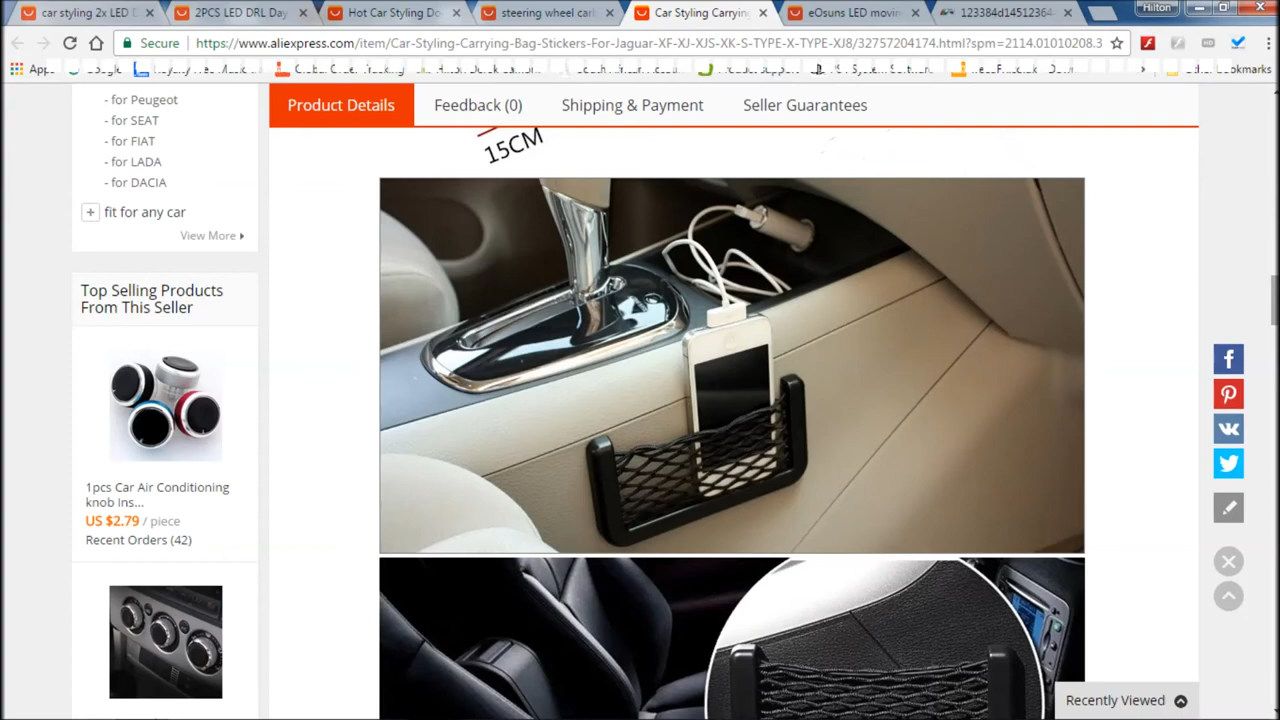 car styling 2x LED D
2PCS LED DRL Day
Hot Car Styling Do
steering wheel carb
Car Styling Carrying
eOsuns LED movin
123384d14512364
Hilton
Secure
https://www.aliexpress.com/item/Car-Styling-Carrying-Bag-Stickers-For-Jaguar-XF-XJ-XJS-XK-S-TYPE-X-TYPE-XJ8/32757204174.html?spm=2114.01010208.3
Apps
- for Peugeot
- for SEAT
- for FIAT
- for LADA
- for DACIA
+ fit for any car
View More
Top Selling Products
From This Seller
1pcs Car Air Conditioning
knob Ins...
US $2.79 / piece
Recent Orders (42)
Product Details
Feedback (0)
Shipping & Payment
Seller Guarantees
15CM
Recently Viewed